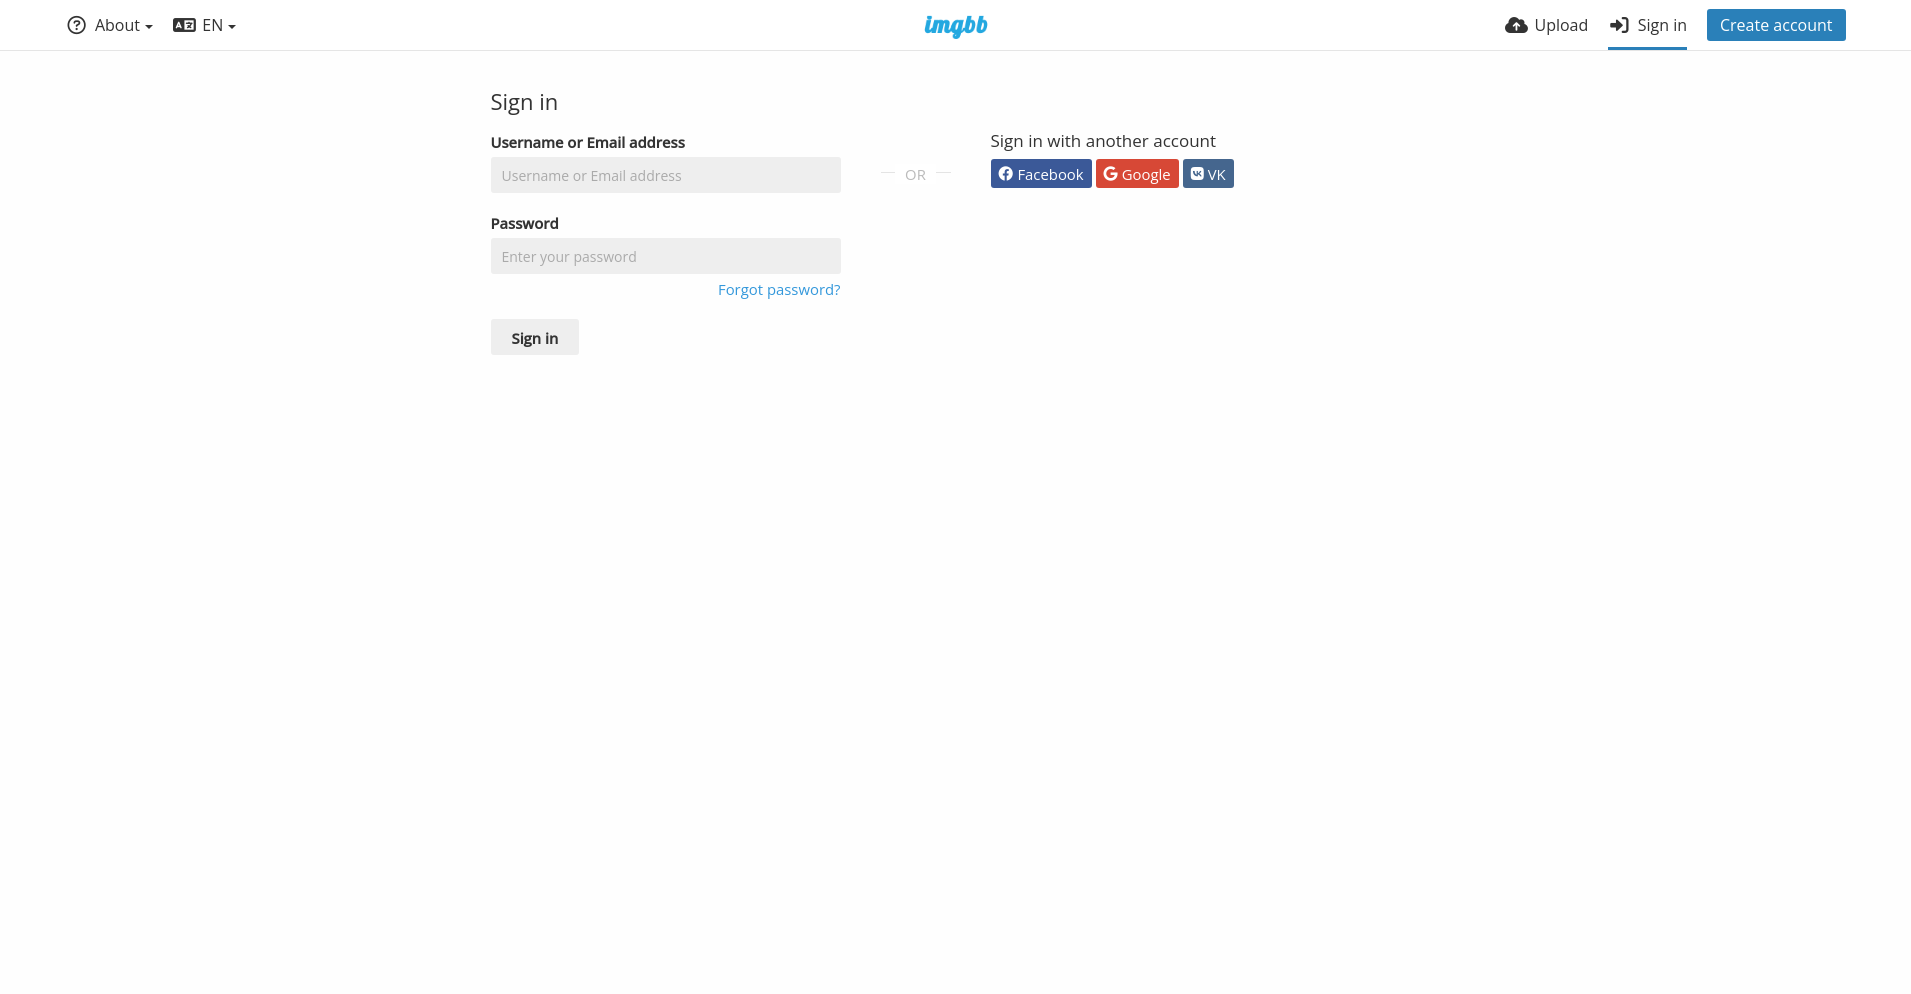 About
EN
imgbb
Upload
Sign in
Create account
Sign in
Username or Email address
Username or Email address
Password
Enter your password
Forgot password?
Sign in
OR
Sign in with another account
Facebook
Google
VK